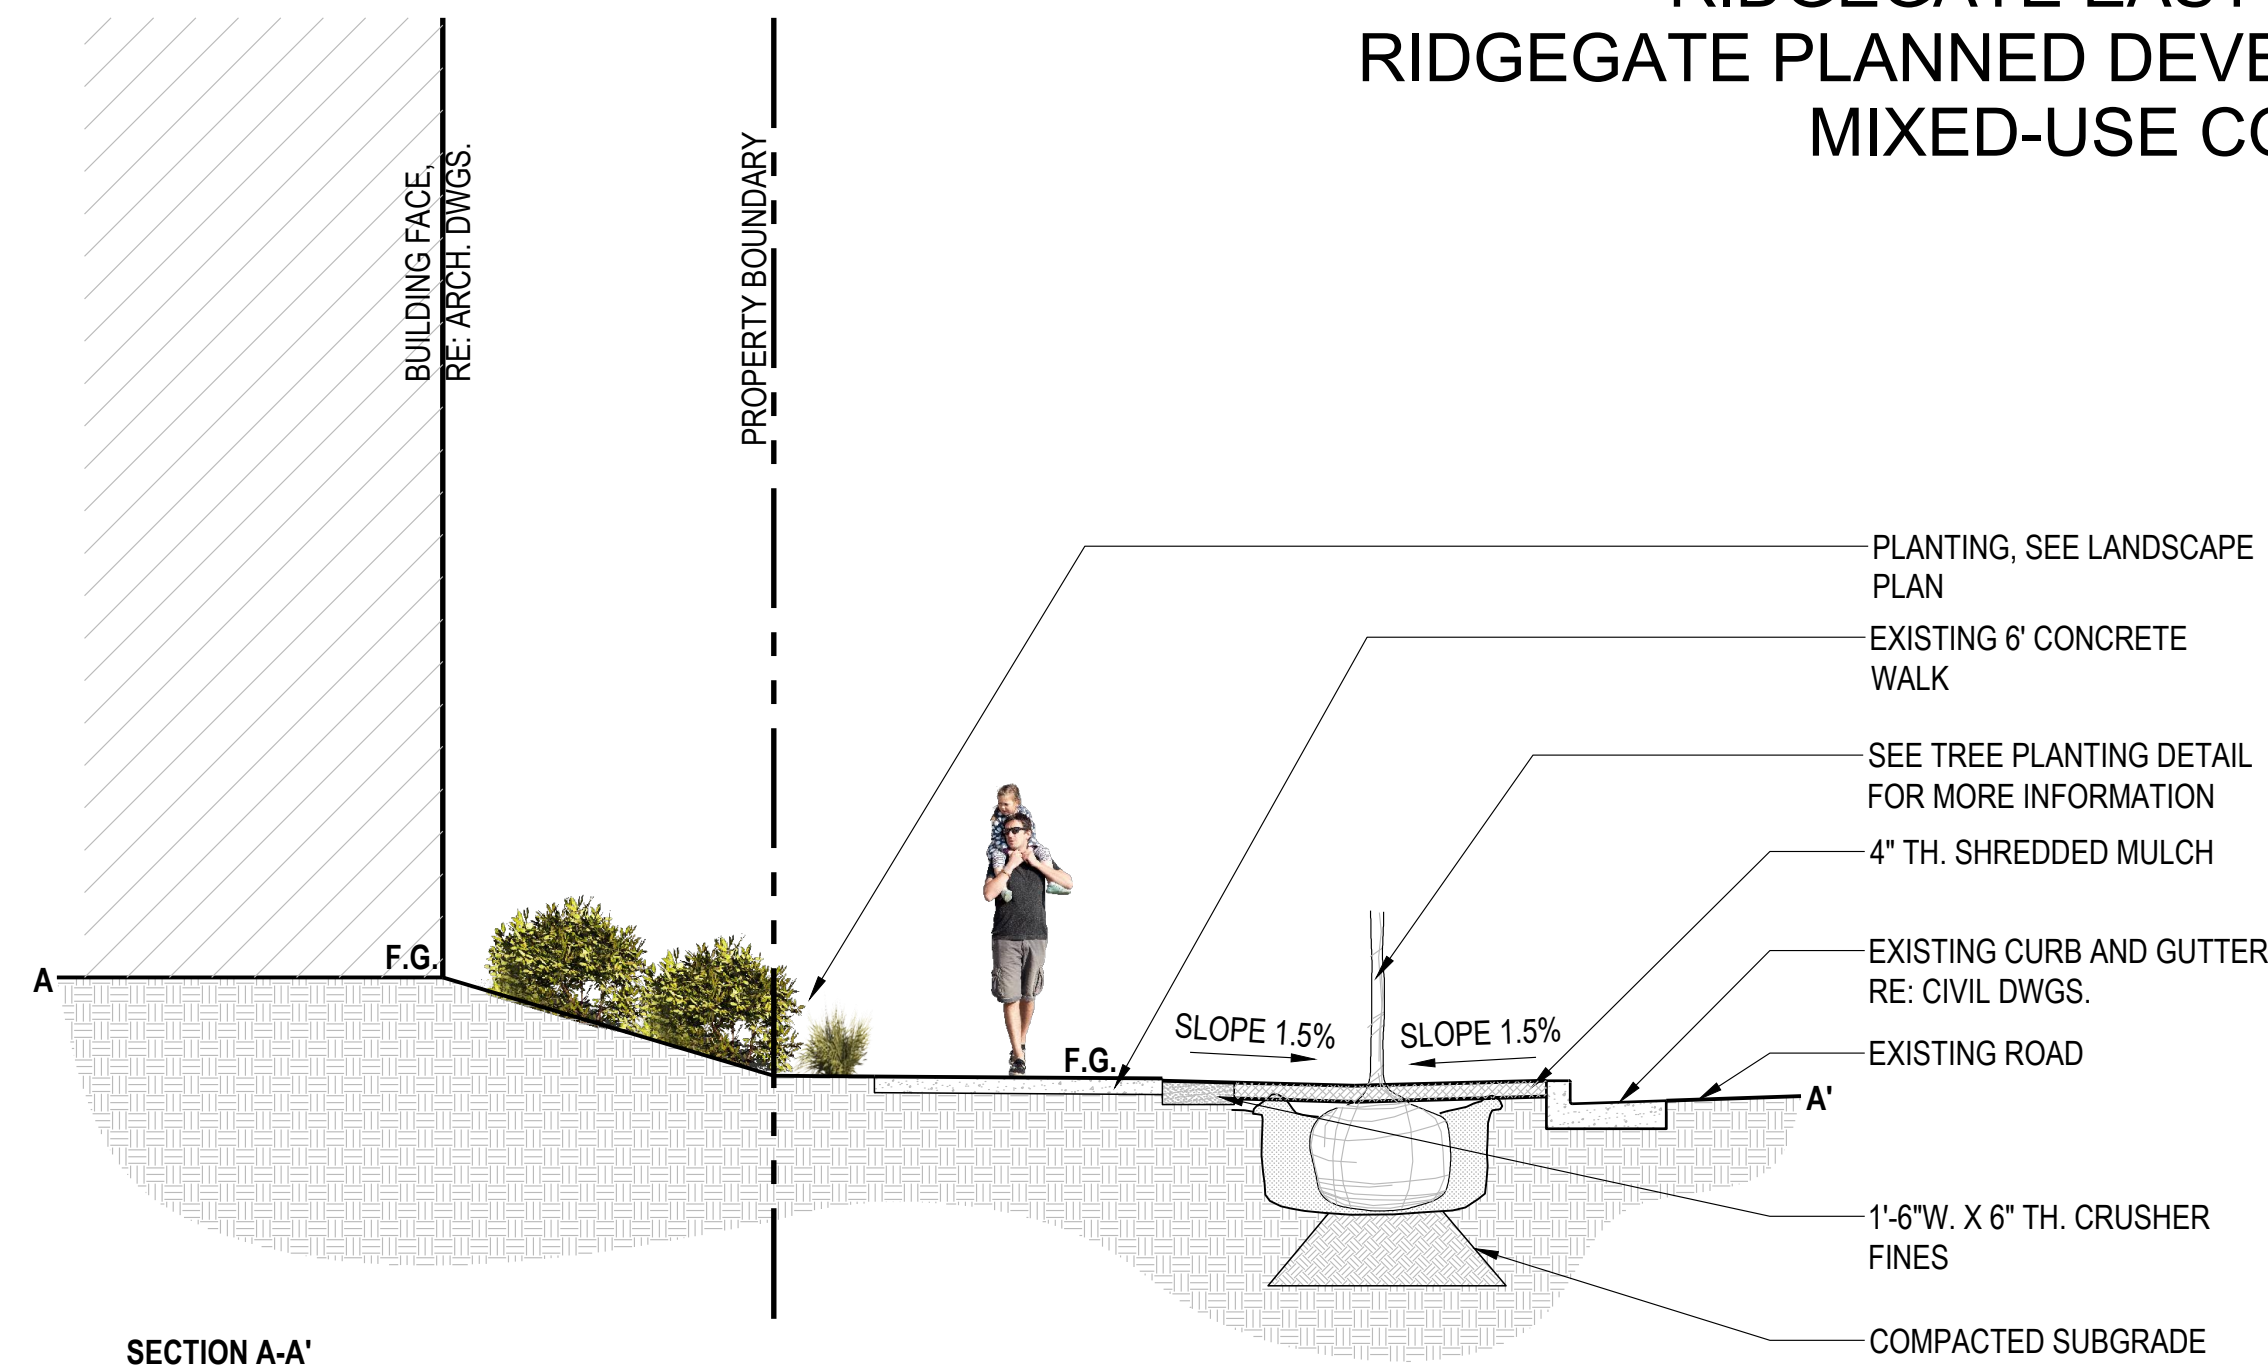 RIDGEGATE EAST
RIDGEGATE PLANNED
MIXED-USE
BUILDING FACE,
RE: ARCH. DWGS.
PROPERTY BOUNDARY
PLANTING, SEE LANDSCAPE
PLAN
EXISTING 6' CONCRETE
WALK
SEE TREE PLANTING DETAIL
FOR MORE INFORMATION
4" TH. SHREDDED MULCH
F.G.
A
EXISTING CURB AND GUTTER
RE: CIVIL DWGS.
SLOPE 1.5%
SLOPE 1.5%
F.G.
EXISTING ROAD
A'
1'-6"W. X 6" TH. CRUSHER
FINES
COMPACTED SUBGRADE
SECTION A-A'